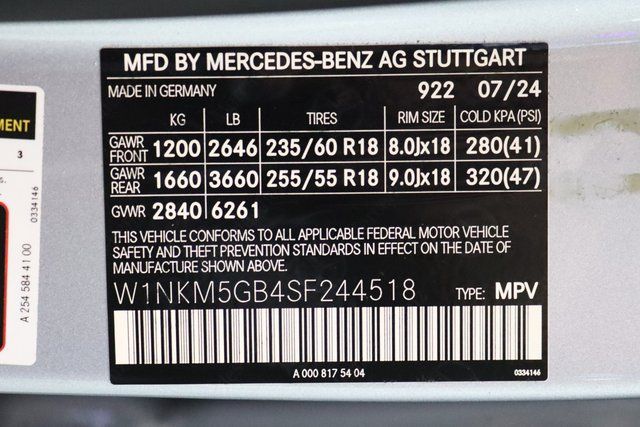 MFD BY MERCEDES-BENZ AG STUTTGART
MADE IN GERMANY 922 07/24
KG LB TIRES RIM SIZE COLD KPA(PSI)
GAWR FRONT 1200 2646 235/60 R18 8.0Jx18 280(41)
GAWR REAR 1660 3660 255/55 R18 9.0Jx18 320(47)
GVWR 2840 6261
THIS VEHICLE CONFORMS TO ALL APPLICABLE FEDERAL MOTOR VEHICLE
SAFETY AND THEFT PREVENTION STANDARDS IN EFFECT ON THE DATE OF
MANUFACTURE.
W1NKM5GB4SF244518 TYPE: MPV
A 000 817 54 04 0334146
MENT
3
s.
0334146
A 254 584 41 00